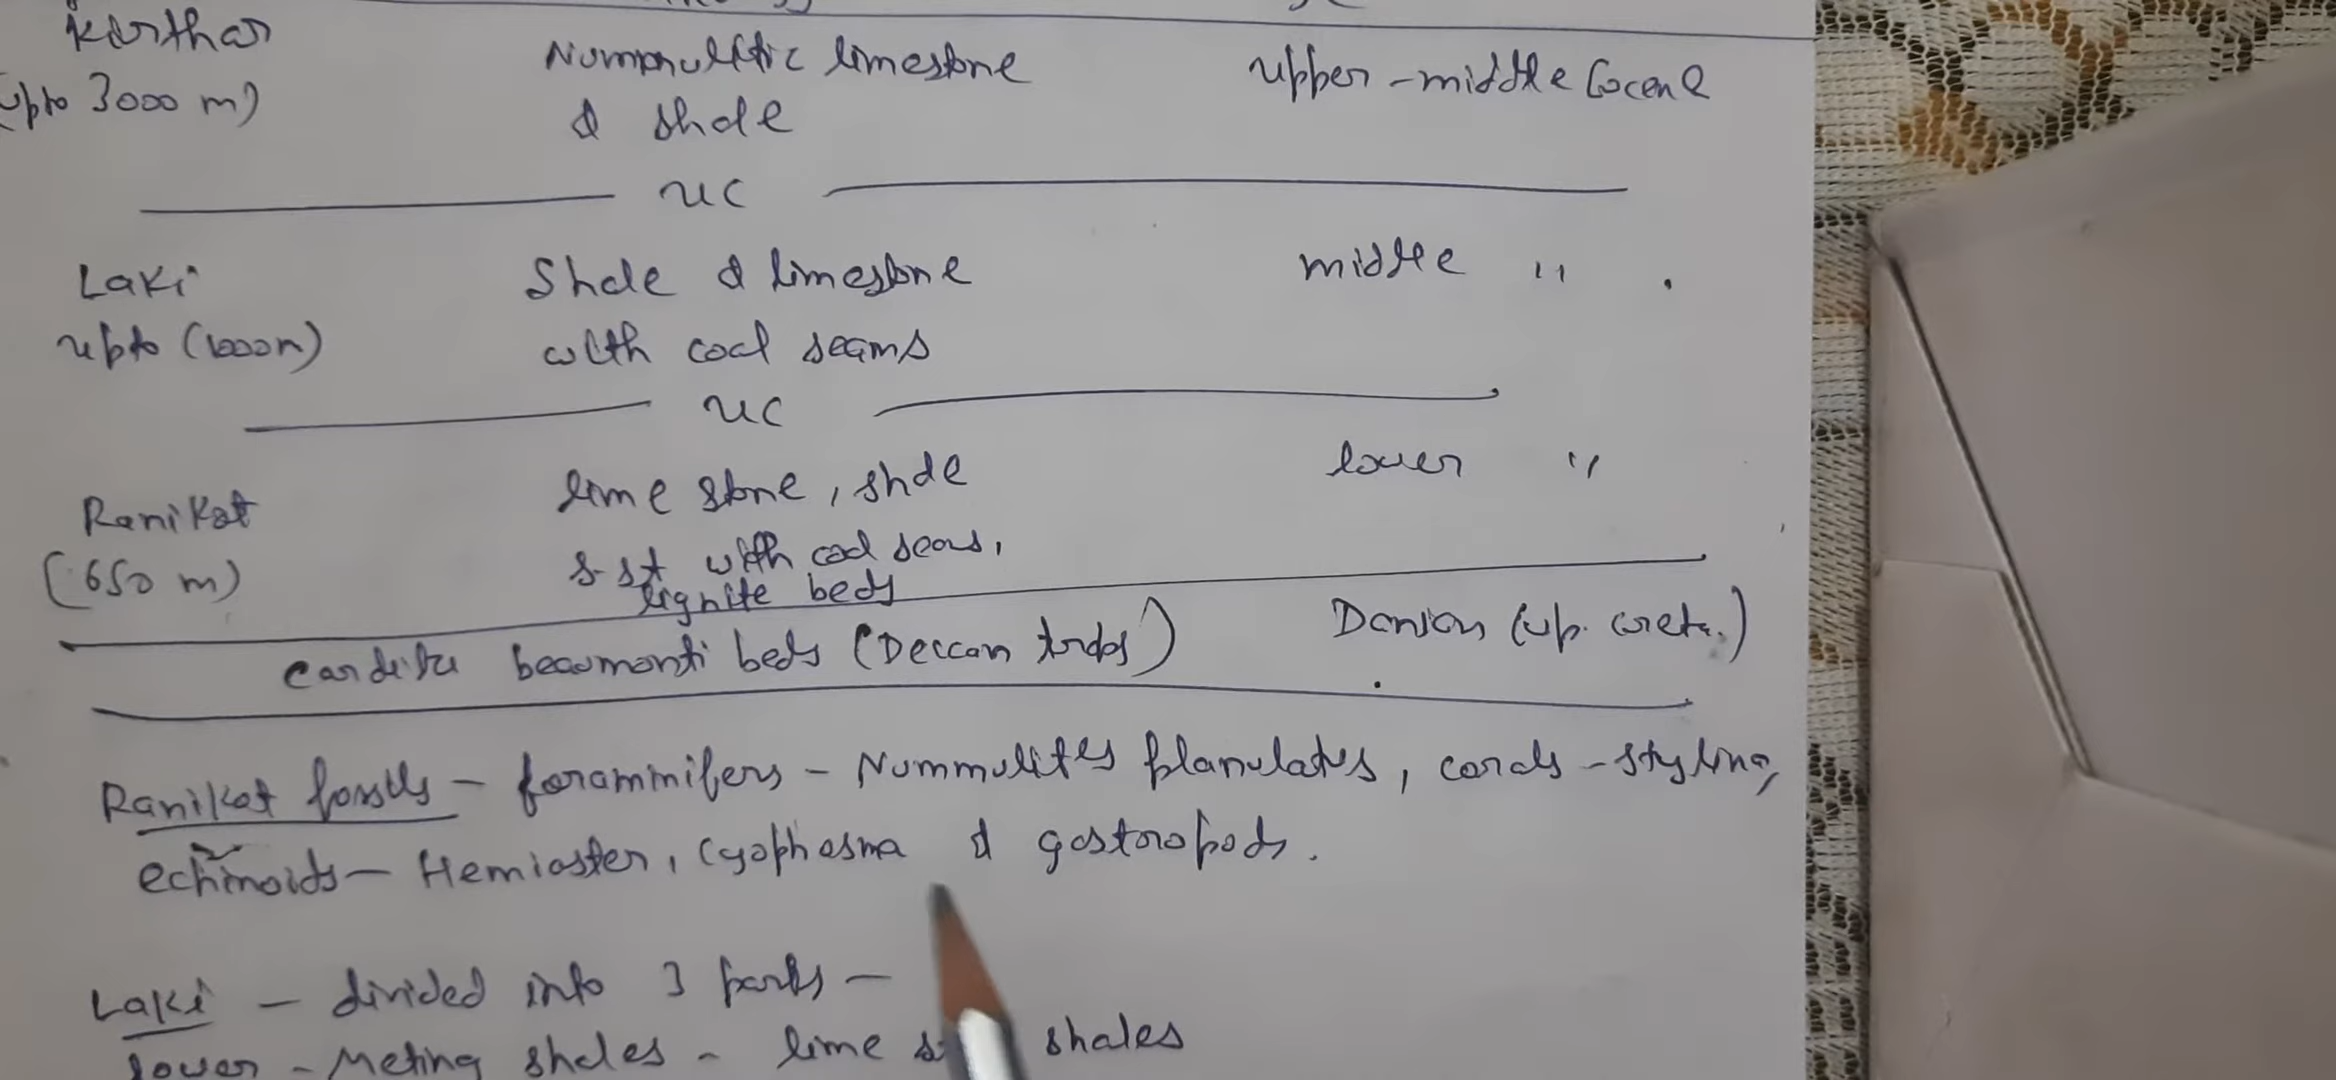 Kirthar Nummulitic limestone upper-middle Eocene
(upto 3000 m) & shale
UC
Laki Shale & limestone middle "
upto (1000m) with coal seams
UC
Ranikot lime stone, shale lower "
(650 m) s.st with coal seams,
lignite beds
cardita beaumonti beds (Deccan traps) Danian (up. creta.)
Ranikot fossils - forammifers - Nummulites planulatus, corals - stylina,
echinoids - Hemiaster, & gastropods.
Laki - divided into 3 parts -
lower - Meting shales - lime shales